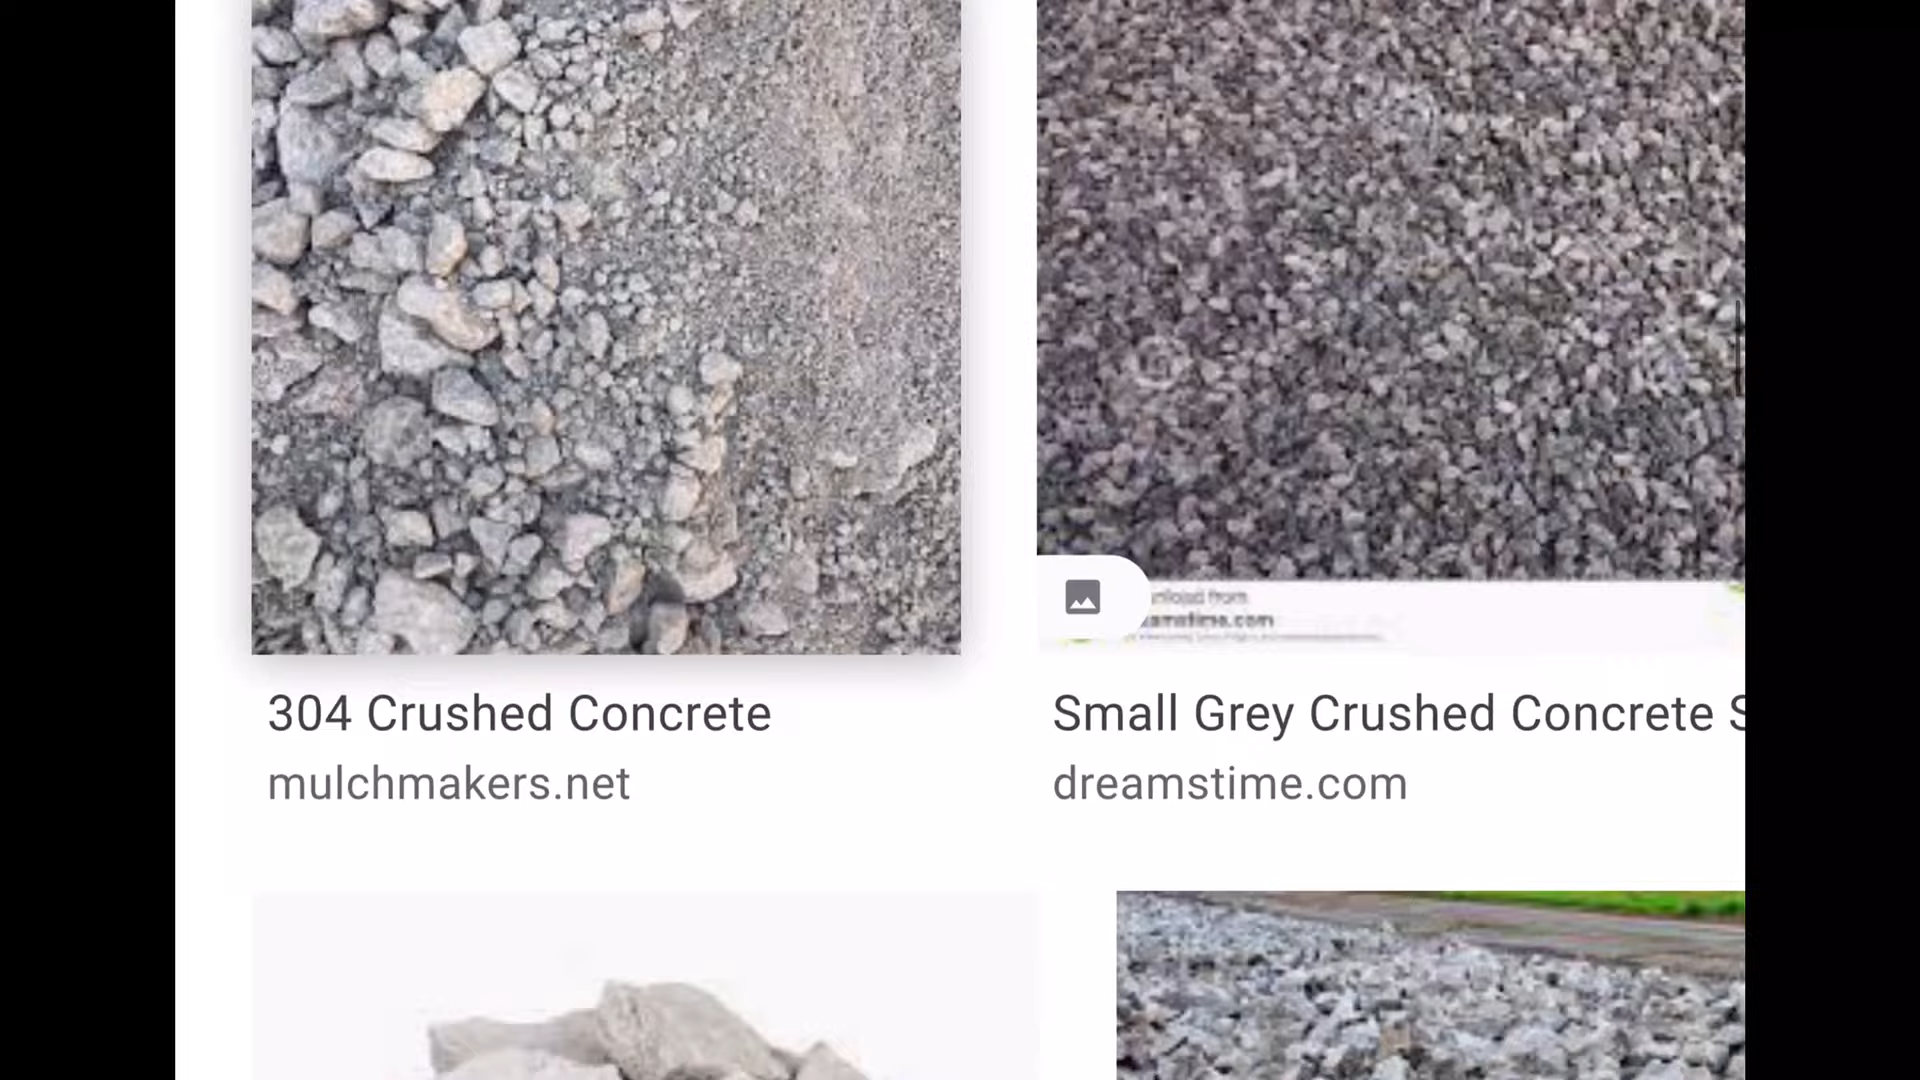 304 Crushed Concrete
mulchmakers.net
Small Grey Crushed Concrete
dreamstime.com